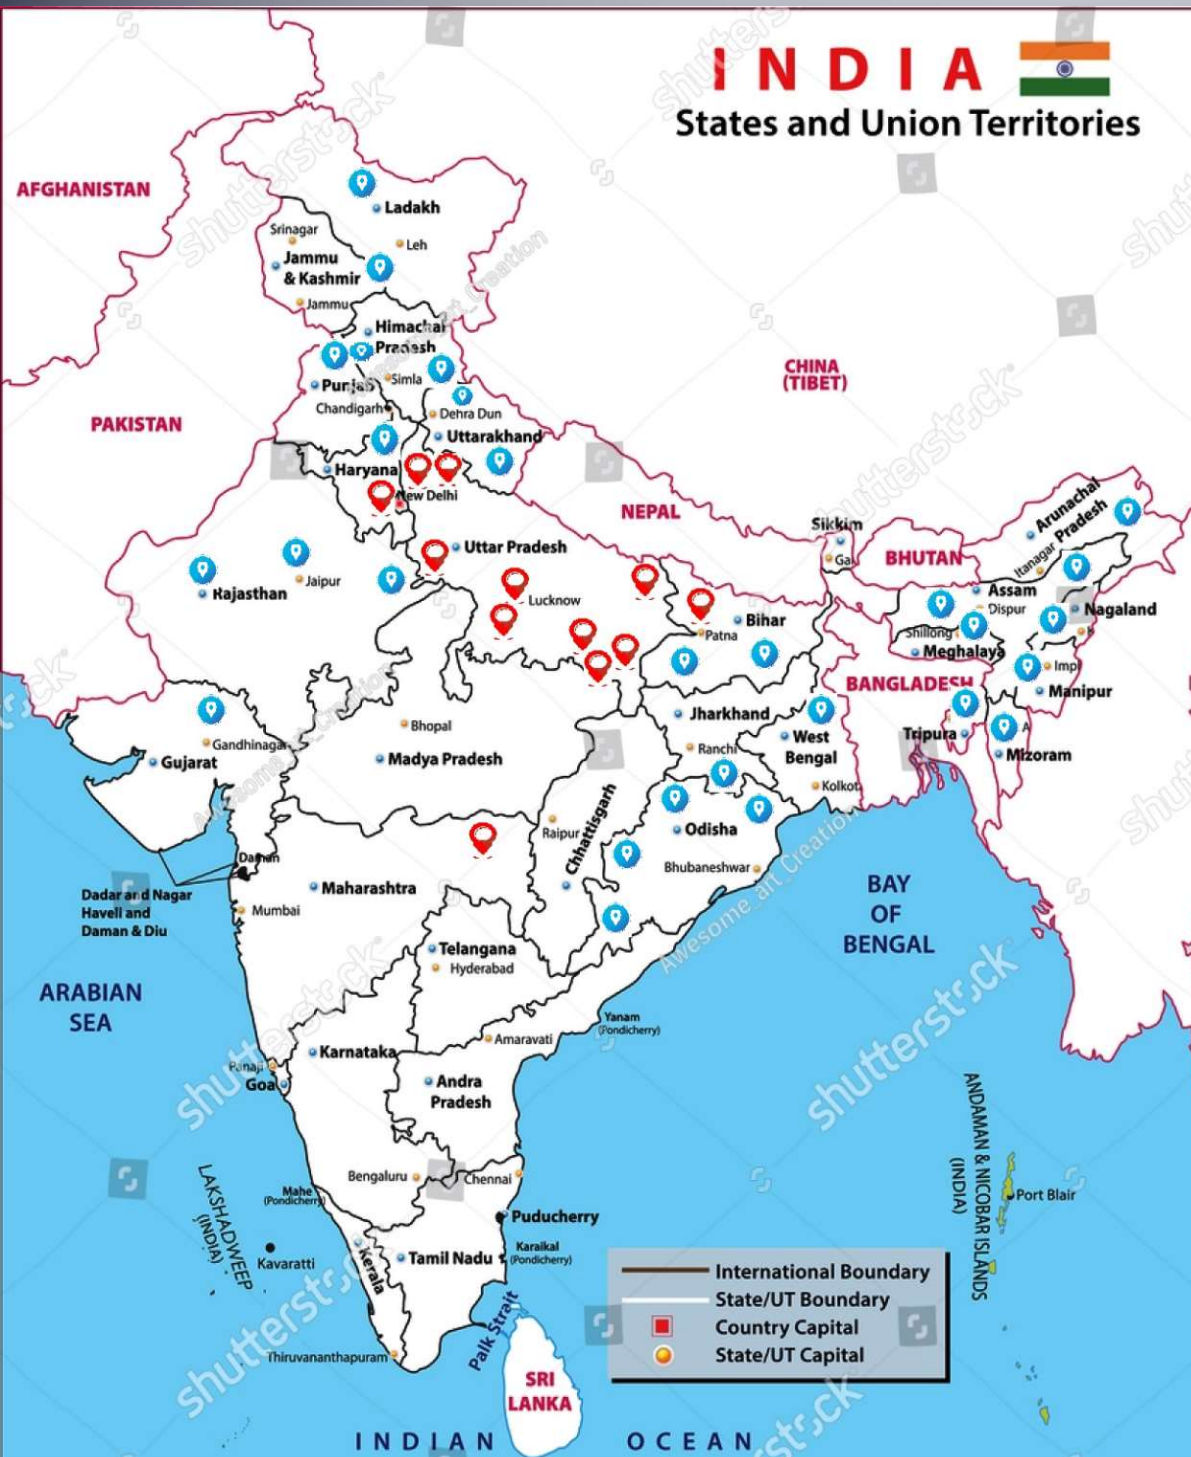 INDIA
States and Union Territories
AFGHANISTAN
Ladakh
Srinagar
Leh
Jammu
& Kashmir
Jammu
Himachal
Pradesh
CHINA
(TIBET)
Punjab
Simla
Chandigarh
Dehra Dun
PAKISTAN
Uttarakhand
Haryana
New Delhi
NEPAL
Sikkim
Arunachal
Pradesh
Itanagar
BHUTAN
Uttar Pradesh
Gai
Jaipur
Rajasthan
Lucknow
Assam
Dispur
Nagaland
Bihar
Patna
Shillong
Meghalaya
Imp
BANGLADESH
Manipur
Jharkhand
Bhopal
Gandhinagar
Tripura
A
West
Bengal
Ranchi
Mizoram
Gujarat
Madya Pradesh
Kolkot
Chhattisgarh
Raipur
Odisha
Bhubaneshwar
Daman
Maharashtra
Dadar and Nagar
Haveli and
Daman & Diu
Mumbai
BAY
OF
BENGAL
Telangana
Hyderabad
ARABIAN
SEA
Yanam
(Pondicherry)
Amaravati
Karnataka
Panaji
Goa
Andra
Pradesh
Bengaluru
Chennai
Mahe
(Pondicherry)
LAKSHADWEEP
(INDIA)
Puducherry
ANDAMAN & NICOBAR ISLANDS
(INDIA)
Port Blair
Kavaratti
Kerala
Tamil Nadu
Karaikal
(Pondicherry)
International Boundary
State/UT Boundary
Country Capital
State/UT Capital
Palk Strait
Thiruvananthapuram
SRI
LANKA
INDIAN OCEAN
shutterstock
Awesome_art_Creation